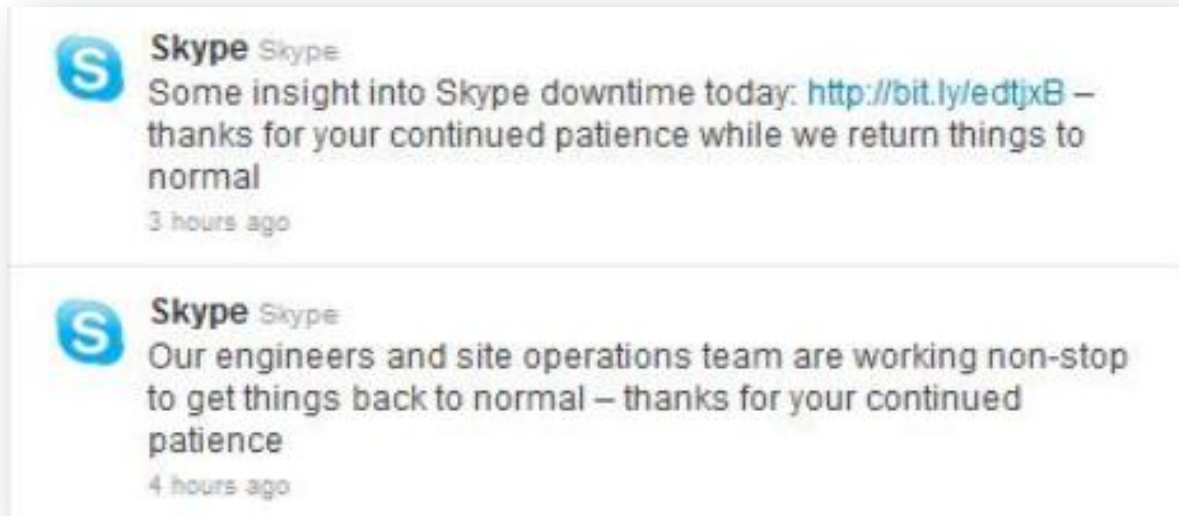 Skype Skype
Some insight into Skype downtime today: http://bit.ly/edtjxB –
thanks for your continued patience while we return things to
normal
3 hours ago
Skype Skype
Our engineers and site operations team are working non-stop
to get things back to normal – thanks for your continued
patience
4 hours ago